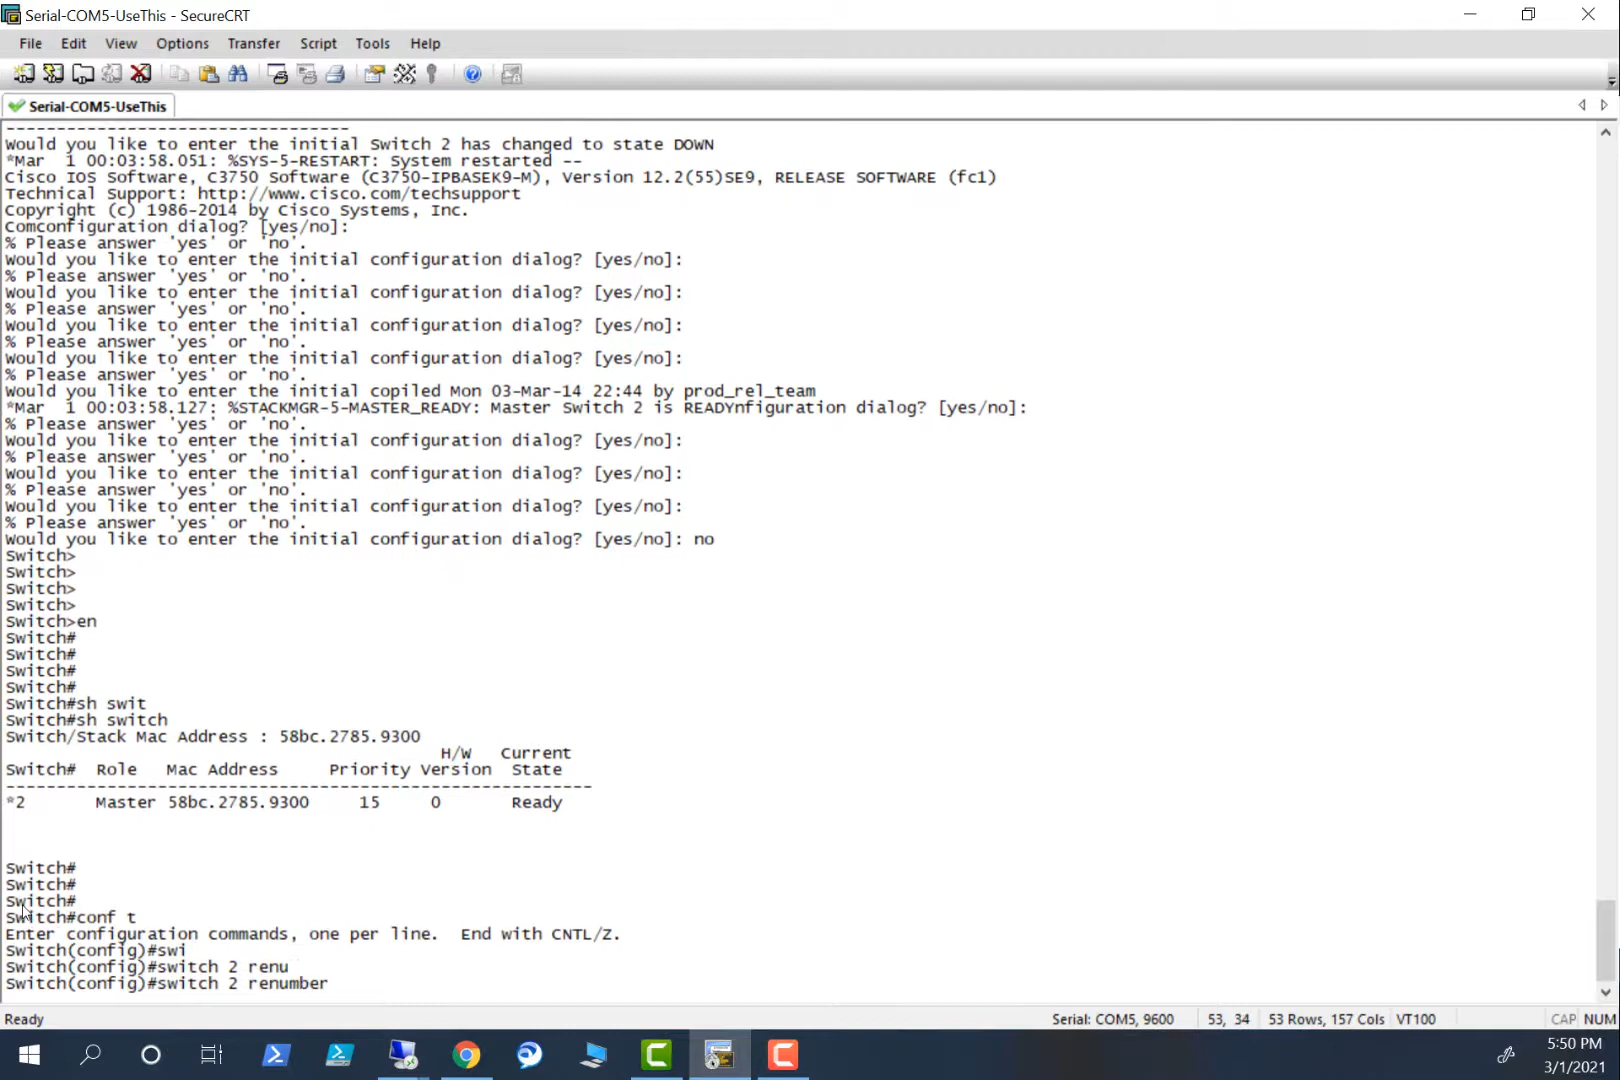 Serial-COM5-UseThis - SecureCRT
File Edit View Options Transfer Script Tools Help
Serial-COM5-UseThis
----------------------------------
Would you like to enter the initial Switch 2 has changed to state DOWN
*Mar  1 00:03:58.051: %SYS-5-RESTART: System restarted --
Cisco IOS Software, C3750 Software (C3750-IPBASEK9-M), Version 12.2(55)SE9, RELEASE SOFTWARE (fc1)
Technical Support: http://www.cisco.com/techsupport
Copyright (c) 1986-2014 by Cisco Systems, Inc.
Comconfiguration dialog? [yes/no]:
% Please answer 'yes' or 'no'.
Would you like to enter the initial configuration dialog? [yes/no]:
% Please answer 'yes' or 'no'.
Would you like to enter the initial configuration dialog? [yes/no]:
% Please answer 'yes' or 'no'.
Would you like to enter the initial configuration dialog? [yes/no]:
% Please answer 'yes' or 'no'.
Would you like to enter the initial configuration dialog? [yes/no]:
% Please answer 'yes' or 'no'.
Would you like to enter the initial copiled Mon 03-Mar-14 22:44 by prod_rel_team
*Mar  1 00:03:58.127: %STACKMGR-5-MASTER_READY: Master Switch 2 is READYnfiguration dialog? [yes/no]:
% Please answer 'yes' or 'no'.
Would you like to enter the initial configuration dialog? [yes/no]:
% Please answer 'yes' or 'no'.
Would you like to enter the initial configuration dialog? [yes/no]:
% Please answer 'yes' or 'no'.
Would you like to enter the initial configuration dialog? [yes/no]:
% Please answer 'yes' or 'no'.
Would you like to enter the initial configuration dialog? [yes/no]: no
Switch>
Switch>
Switch>
Switch>
Switch>en
Switch#
Switch#
Switch#
Switch#
Switch#sh swit
Switch#sh switch
Switch/Stack Mac Address : 58bc.2785.9300
H/W Current
Switch# Role Mac Address Priority Version State
----------------------------------------------------------
*2 Master 58bc.2785.9300 15 0 Ready
Switch#
Switch#
Switch#
Switch#conf t
Enter configuration commands, one per line.  End with CNTL/Z.
Switch(config)#swi
Switch(config)#switch 2 renu
Switch(config)#switch 2 renumber
Ready Serial: COM5, 9600 53, 34 53 Rows, 157 Cols VT100 CAP NUM
5:50 PM
3/1/2021